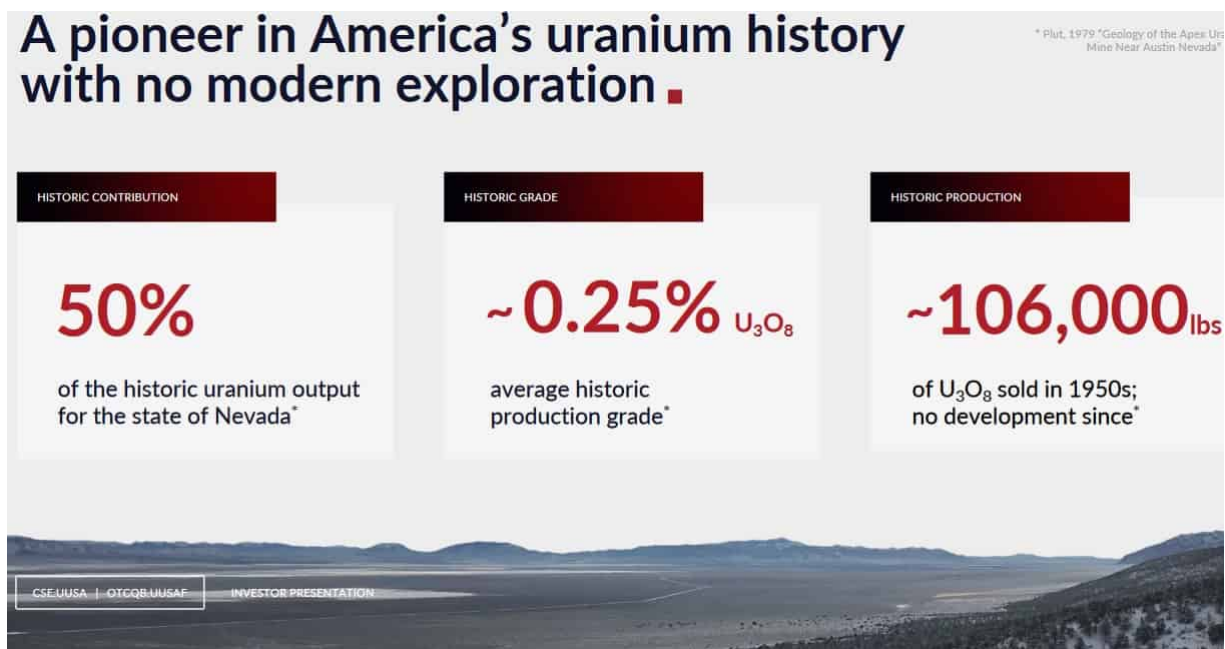 A pioneer in America’s uranium history
with no modern exploration
* Plut, 1979 "Geology of the Apex
Mine Near Austin Nevada"
HISTORIC CONTRIBUTION
50%
of the historic uranium output
for the state of Nevada*
HISTORIC GRADE
~0.25% U₃O₈
average historic
production grade*
HISTORIC PRODUCTION
~106,000lbs
of U₃O₈ sold in 1950s;
no development since*
CSE:UUSA | OTCQB:UUSAF
INVESTOR PRESENTATION